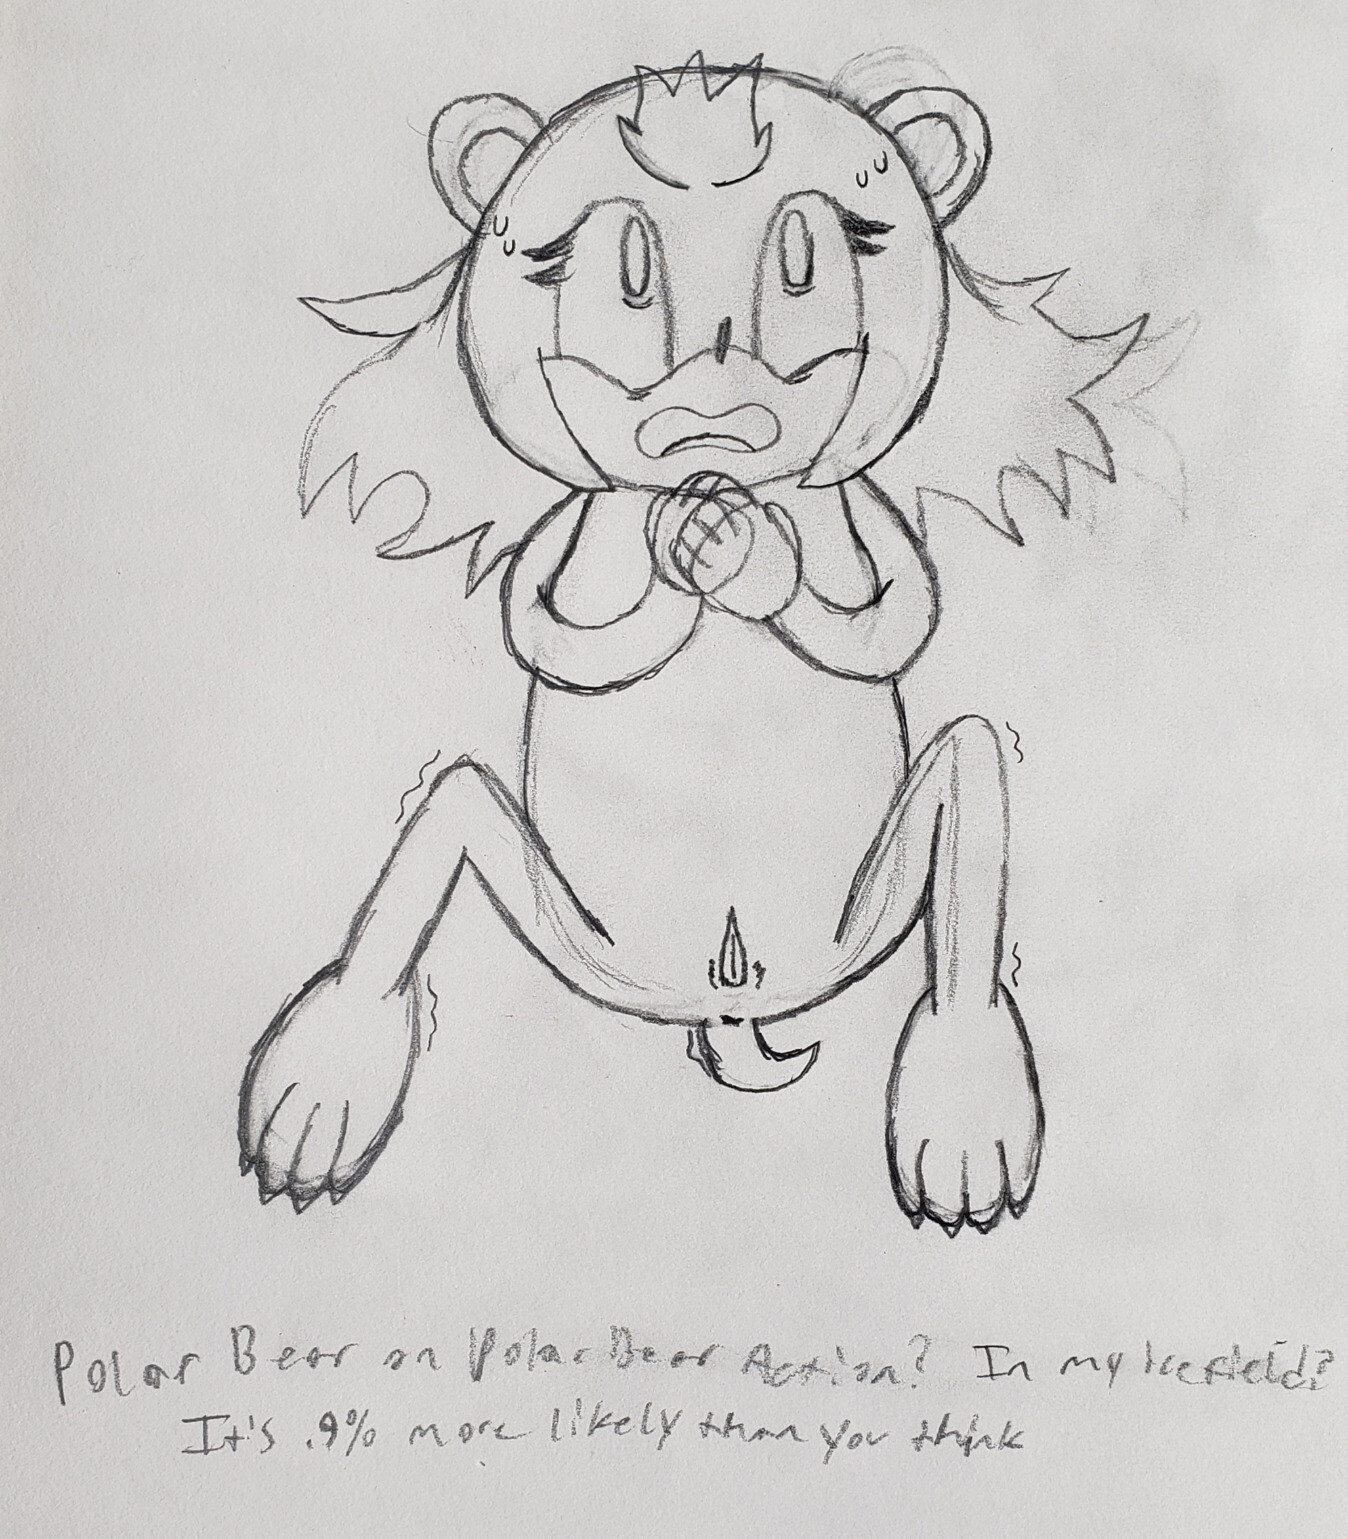 Polar Bear on Polar Bear Action? In my icefield?
It's .9% more likely than you think